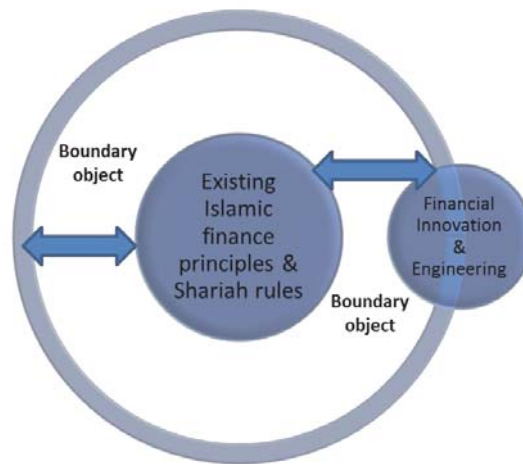 Boundary
object
Existing
Islamic
finance
principles &
Shariah rules
Financial
Innovation
&
Engineering
Boundary
object